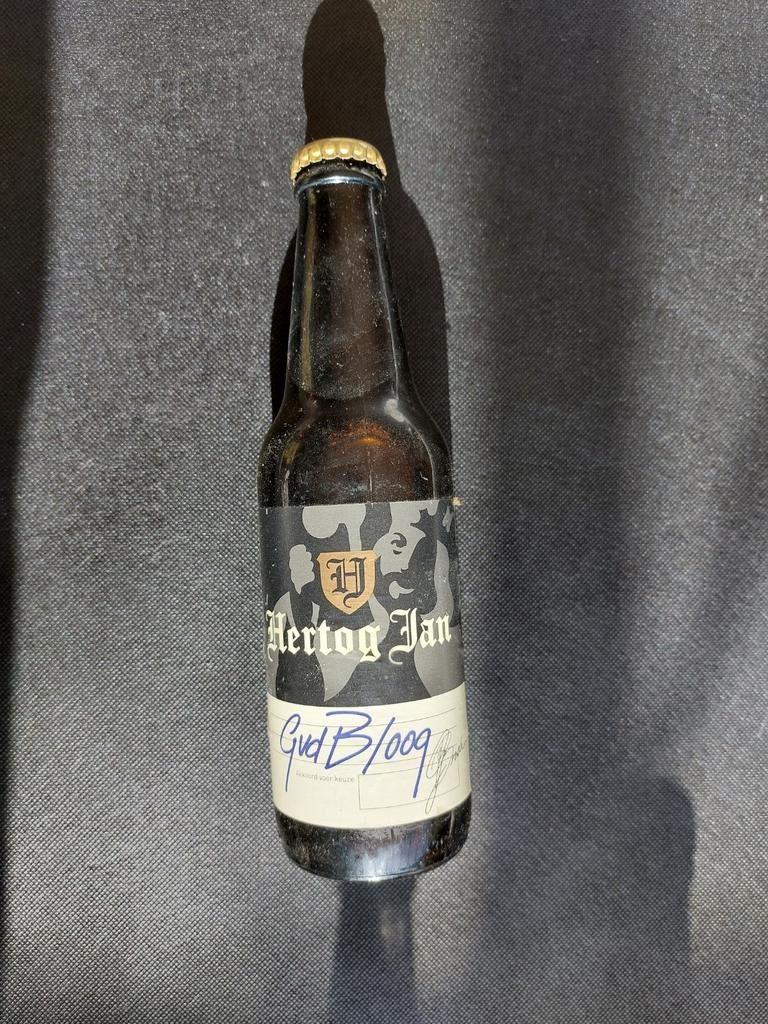 H
Hertog Jan
GvdB/009
Akkoord voor keuze